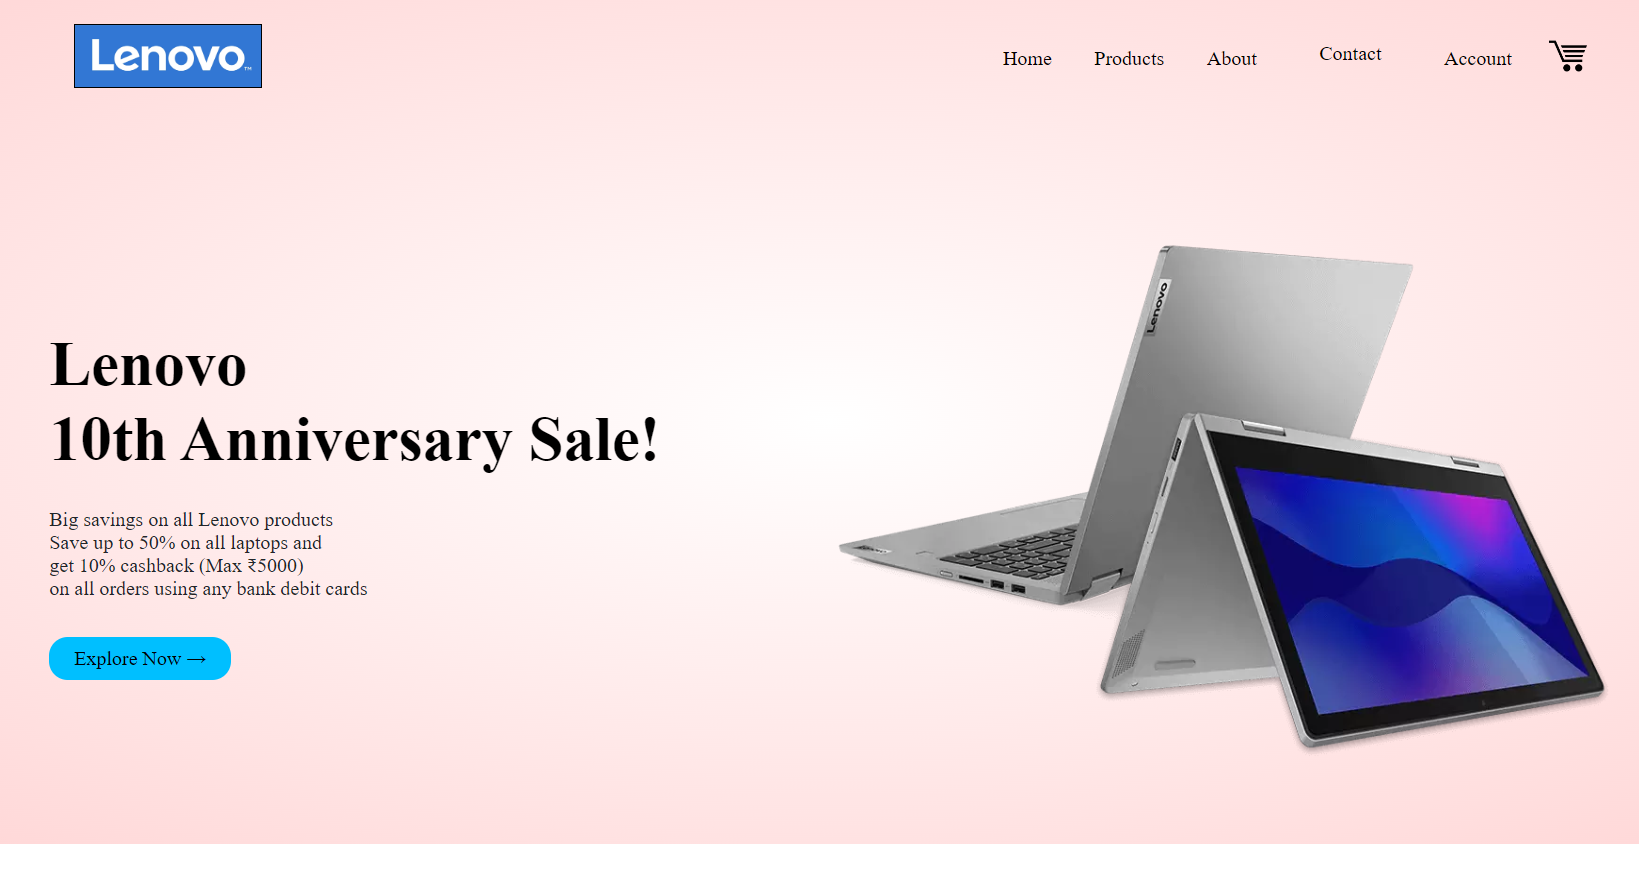 Lenovo™
Home Products About Contact Account
Lenovo
Lenovo
10th Anniversary Sale!
Big savings on all Lenovo products
Save up to 50% on all laptops and
get 10% cashback (Max ₹5000)
on all orders using any bank debit cards
Explore Now →